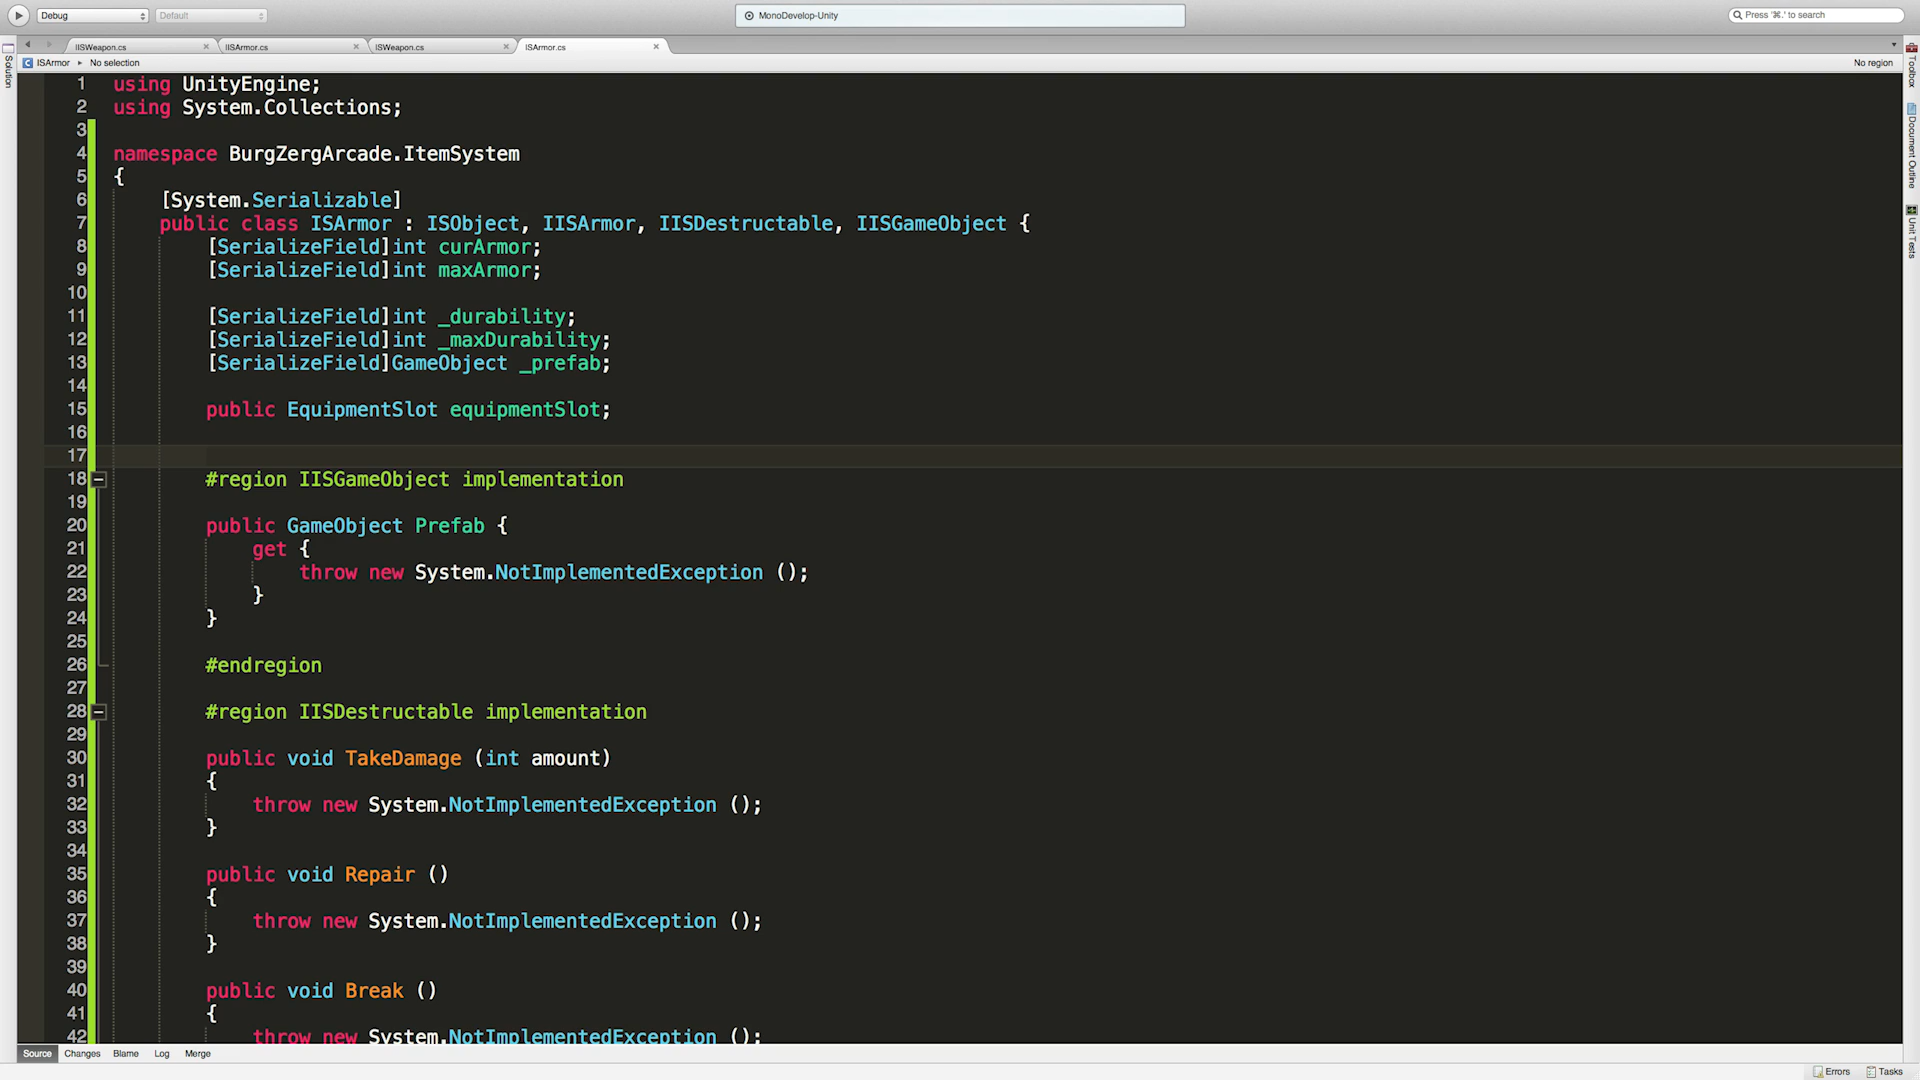 Debug
Default
MonoDevelop-Unity
Press '⌘.' to search
IISWeapon.cs
IISArmor.cs
ISWeapon.cs
ISArmor.cs
ISArmor ▸ No selection
No region
Solution
Toolbox
Document Outline
Unit Tests
1 using UnityEngine;
2 using System.Collections;
3
4 namespace BurgZergArcade.ItemSystem
5 {
6 [System.Serializable]
7 public class ISArmor : ISObject, IISArmor, IISDestructable, IISGameObject {
8 [SerializeField]int curArmor;
9 [SerializeField]int maxArmor;
10
11 [SerializeField]int _durability;
12 [SerializeField]int _maxDurability;
13 [SerializeField]GameObject _prefab;
14
15 public EquipmentSlot equipmentSlot;
16
17
18 #region IISGameObject implementation
19
20 public GameObject Prefab {
21 get {
22 throw new System.NotImplementedException ();
23 }
24 }
25
26 #endregion
27
28 #region IISDestructable implementation
29
30 public void TakeDamage (int amount)
31 {
32 throw new System.NotImplementedException ();
33 }
34
35 public void Repair ()
36 {
37 throw new System.NotImplementedException ();
38 }
39
40 public void Break ()
41 {
42 throw new System.NotImplementedException ();
Source
Changes
Blame
Log
Merge
Errors
Tasks